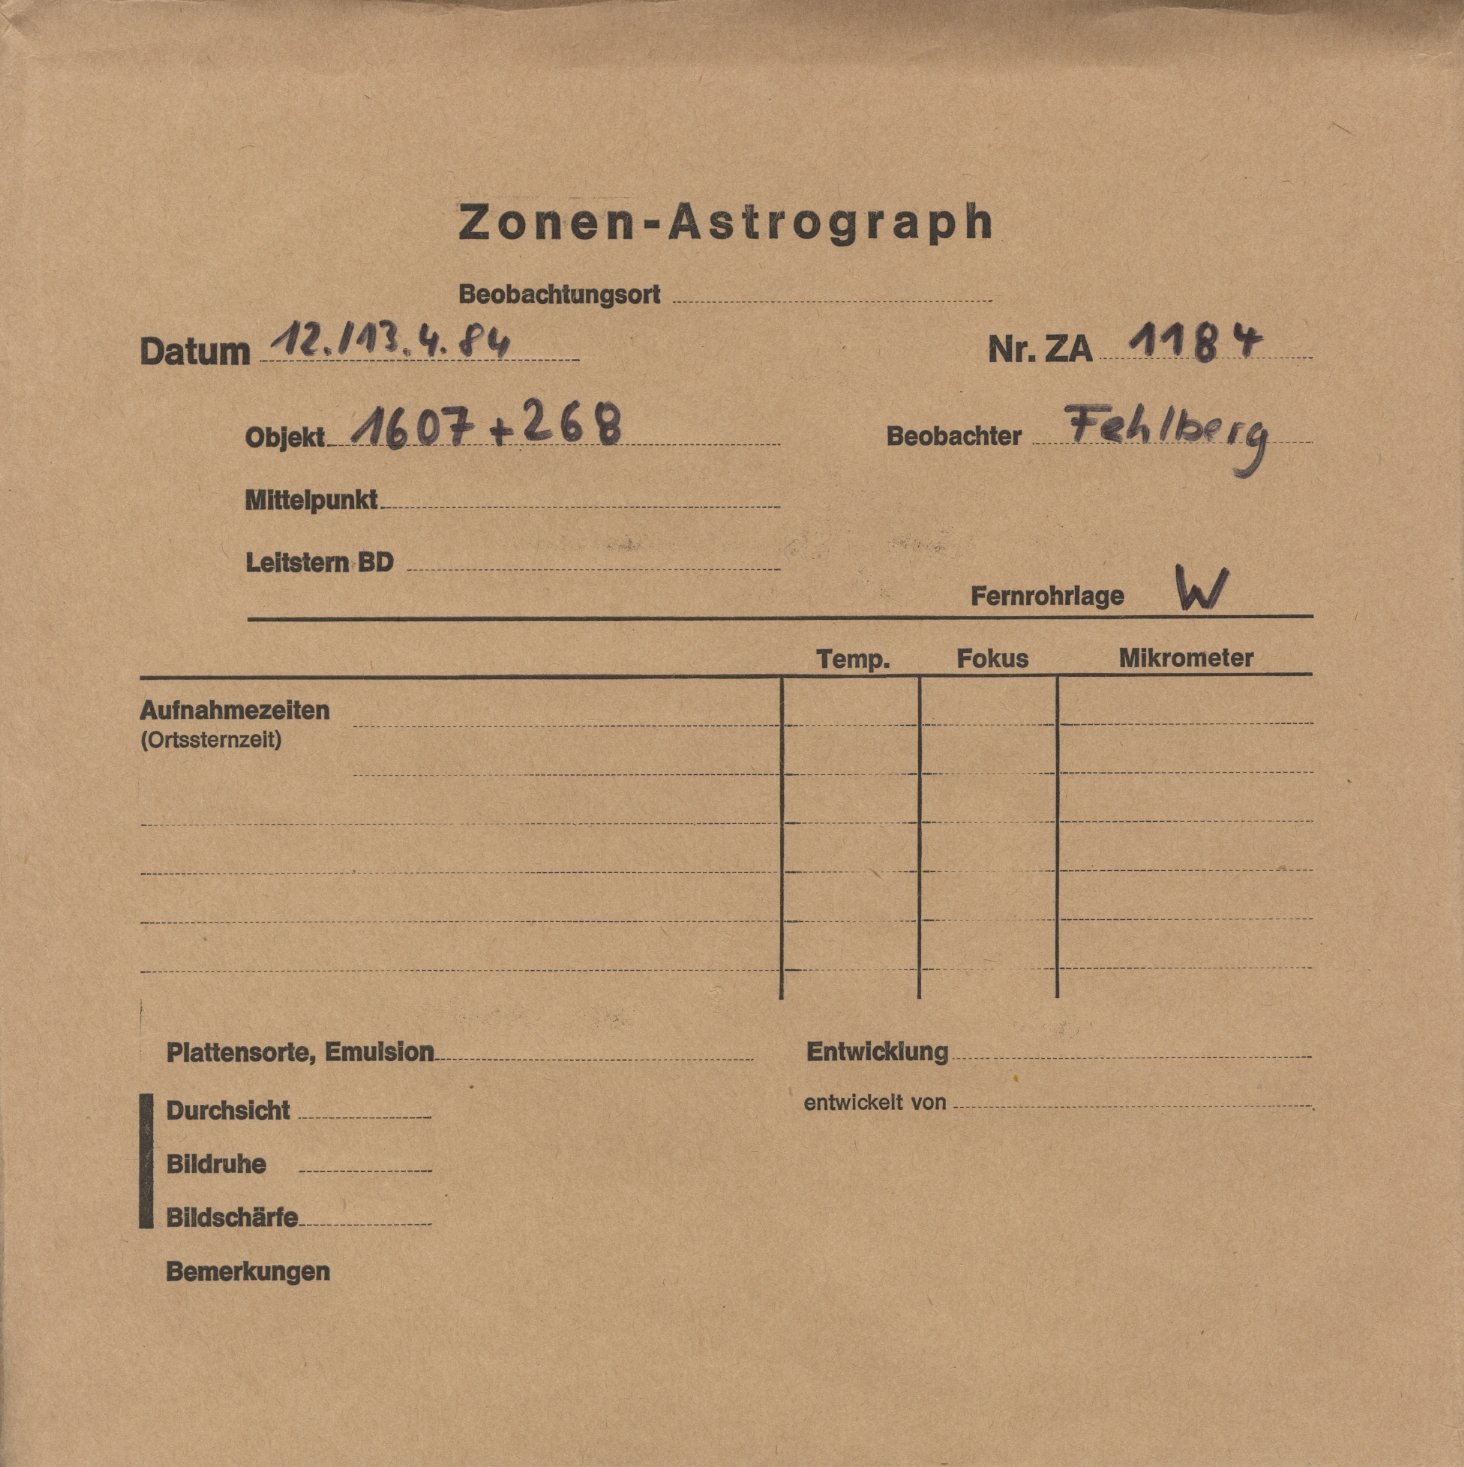 Zonen-Astrograph
Beobachtungsort
Datum 12./13.4.84 Nr. ZA 1184
Objekt 1607+268 Beobachter Fehlberg
Mittelpunkt
Leitstern BD
Fernrohrlage W
Temp. Fokus Mikrometer
Aufnahmezeiten
(Ortssternzeit)
Plattensorte, Emulsion Entwicklung
Durchsicht entwickelt von
Bildruhe
Bildschärfe
Bemerkungen